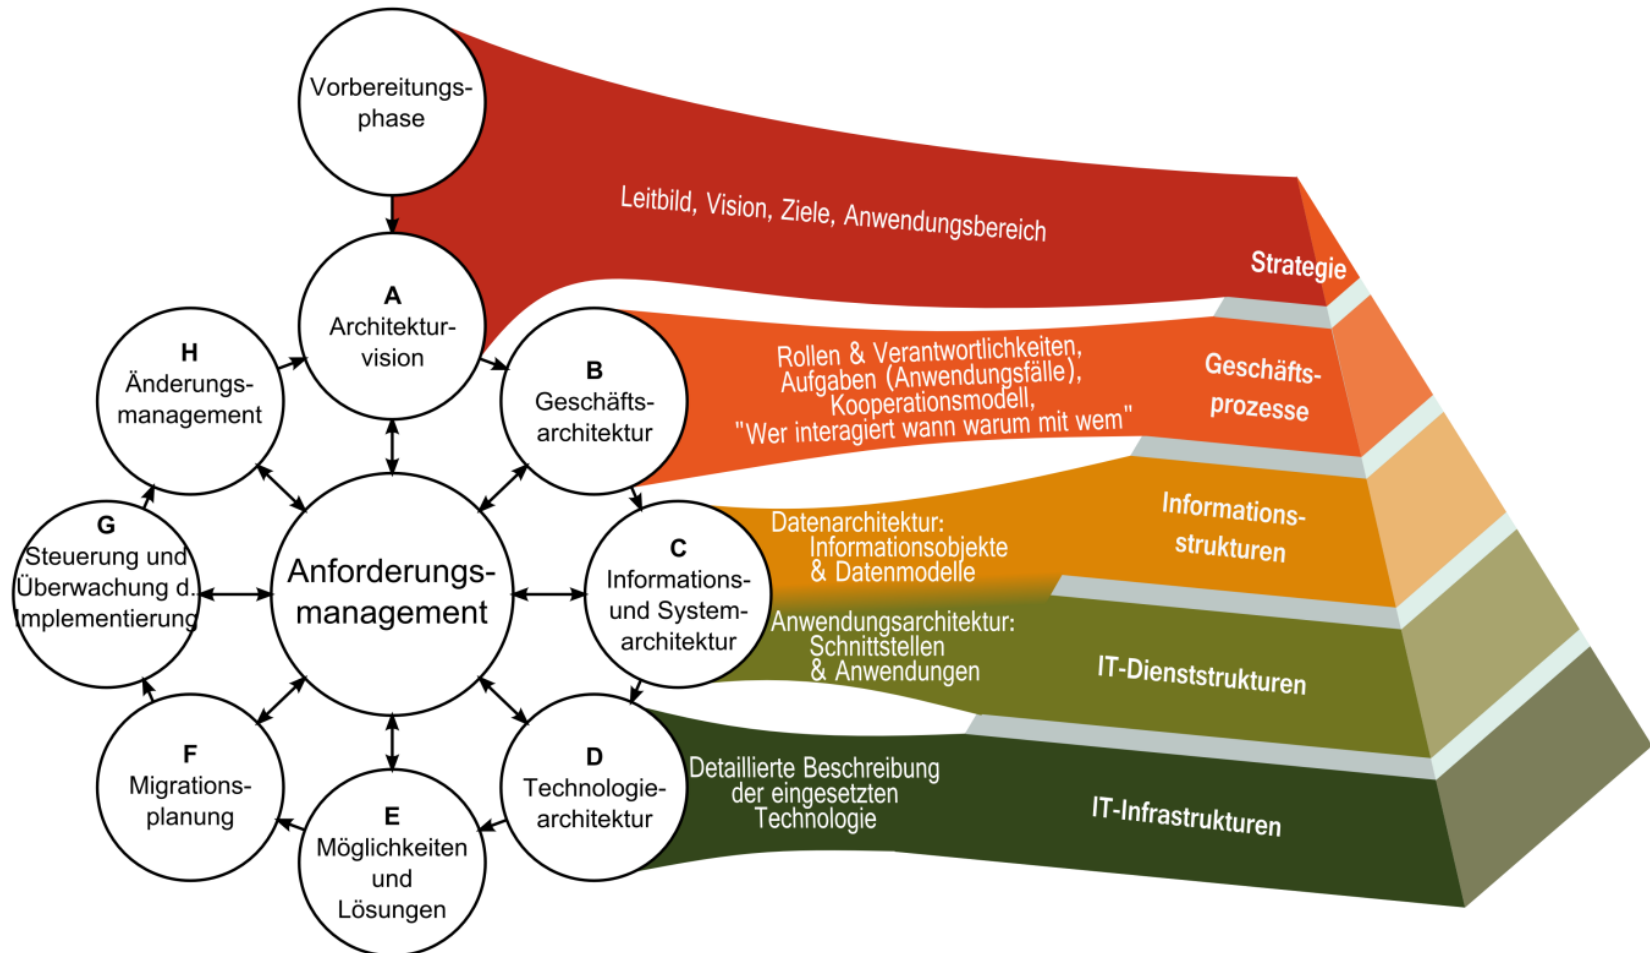 Vorbereitungs-
phase
A
Architektur-
vision
B
Geschäfts-
architektur
C
Informations-
und System-
architektur
D
Technologie-
architektur
E
Möglichkeiten
und
Lösungen
F
Migrations-
planung
G
Steuerung und
Überwachung d.
Implementierung
H
Änderungs-
management
Anforderungs-
management
Leitbild, Vision, Ziele, Anwendungsbereich
Strategie
Rollen & Verantwortlichkeiten,
Aufgaben (Anwendungsfälle),
Kooperationsmodell,
"Wer interagiert wann warum mit wem"
Geschäfts-
prozesse
Datenarchitektur:
Informationsobjekte
& Datenmodelle
Informations-
strukturen
Anwendungsarchitektur:
Schnittstellen
& Anwendungen
IT-Dienststrukturen
Detaillierte Beschreibung
der eingesetzten
Technologie
IT-Infrastrukturen